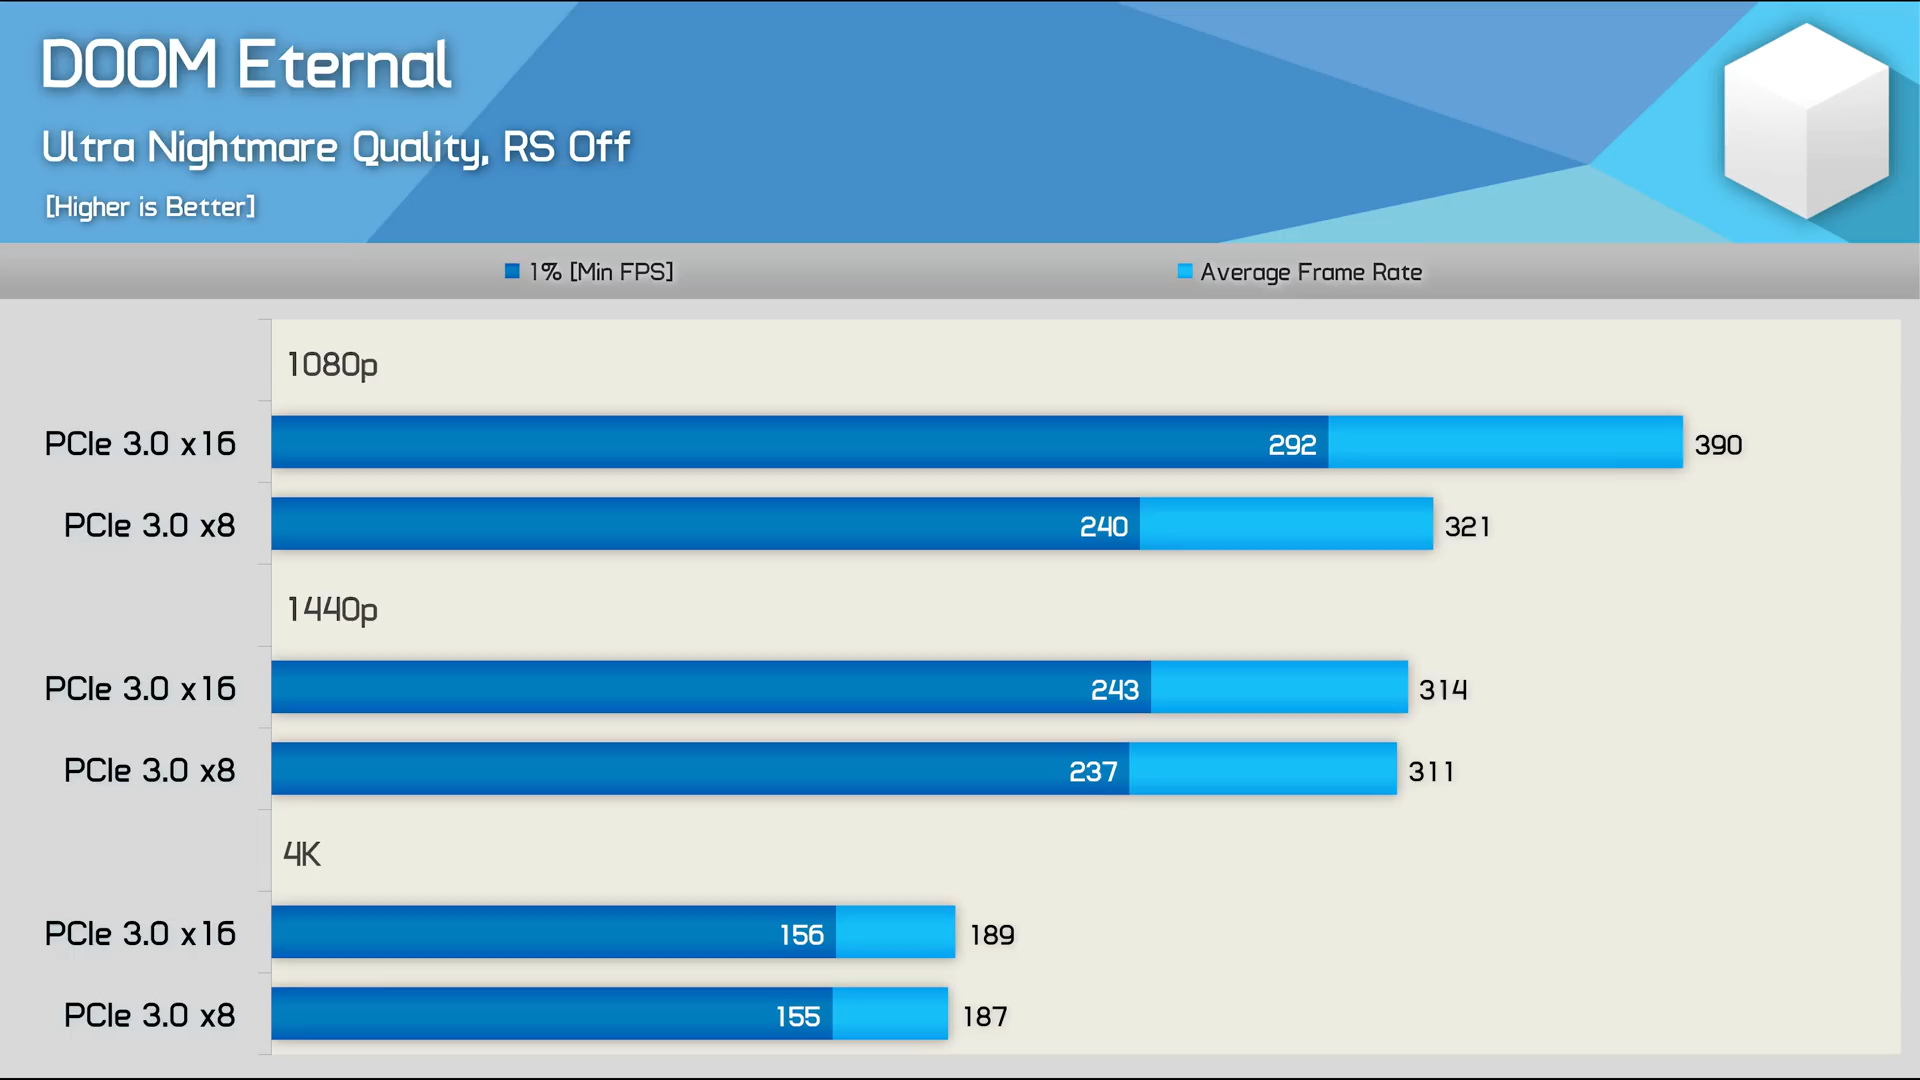 DOOM Eternal
Ultra Nightmare Quality, RS Off
[Higher is Better]
1% [Min FPS] Average Frame Rate
1080p
PCIe 3.0 x16 292 390
PCIe 3.0 x8 240 321
1440p
PCIe 3.0 x16 243 314
PCIe 3.0 x8 237 311
4K
PCIe 3.0 x16 156 189
PCIe 3.0 x8 155 187